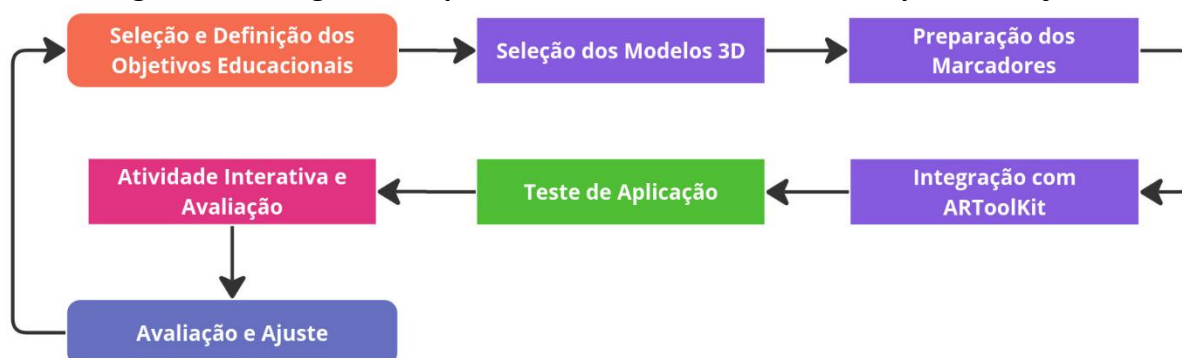 Seleção e Definição dos
Objetivos Educacionais
Seleção dos Modelos 3D
Preparação dos
Marcadores
Integração com
ARToolKit
Teste de Aplicação
Atividade Interativa e
Avaliação
Avaliação e Ajuste